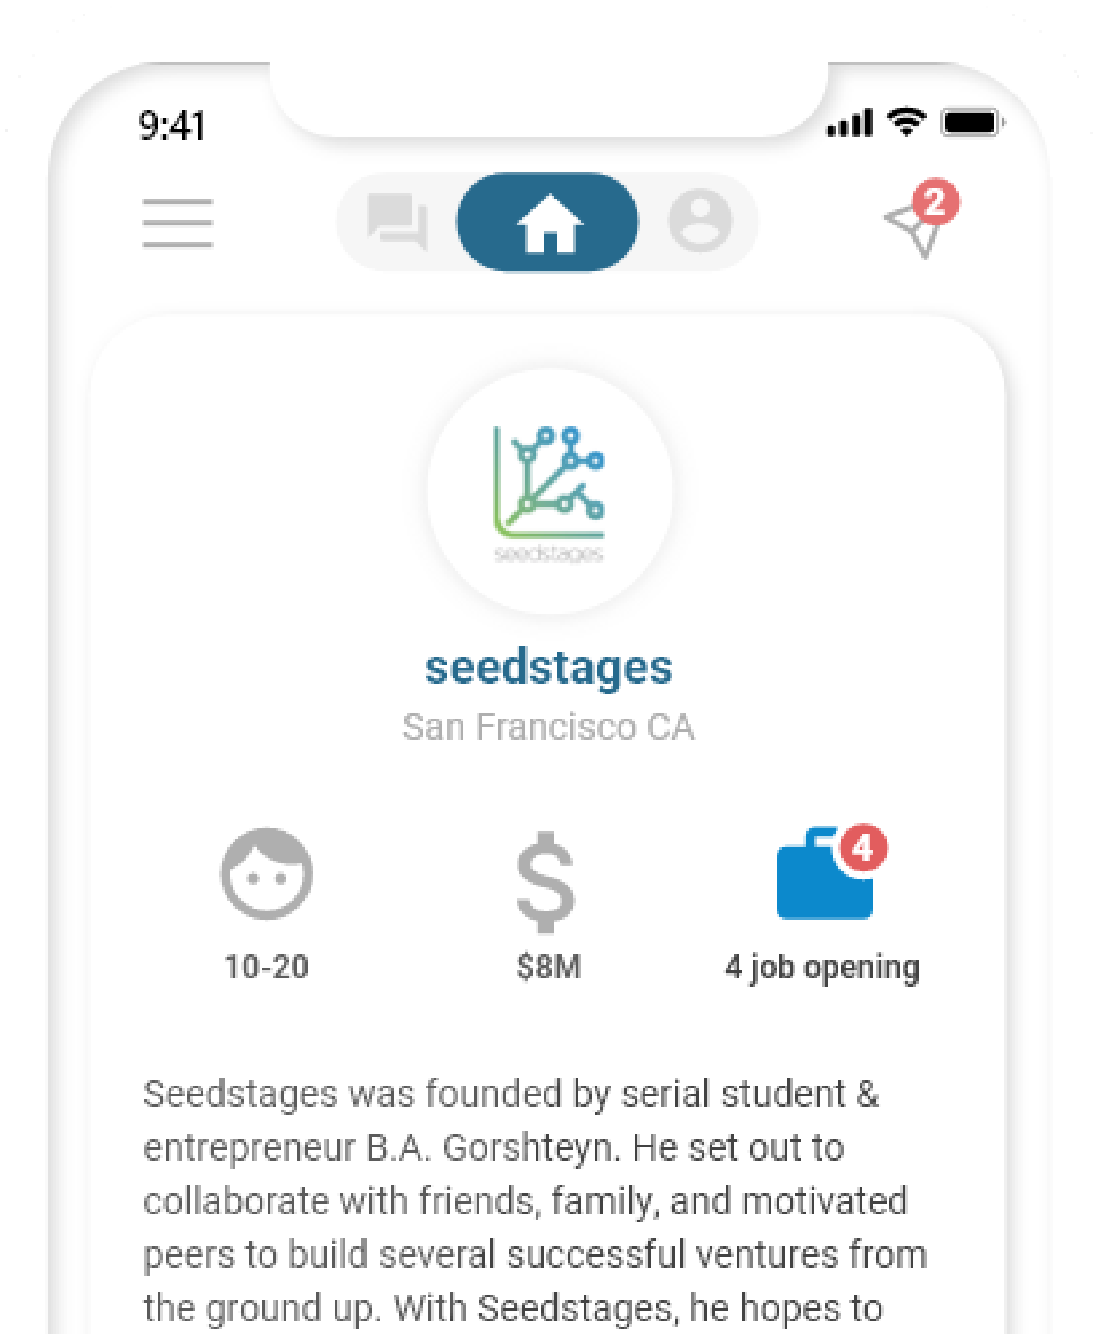 9:41
2
seedstages
seedstages
San Francisco CA
4
10-20
$8M
4 job opening
Seedstages was founded by serial student &
entrepreneur B.A. Gorshteyn. He set out to
collaborate with friends, family, and motivated
peers to build several successful ventures from
the ground up. With Seedstages, he hopes to